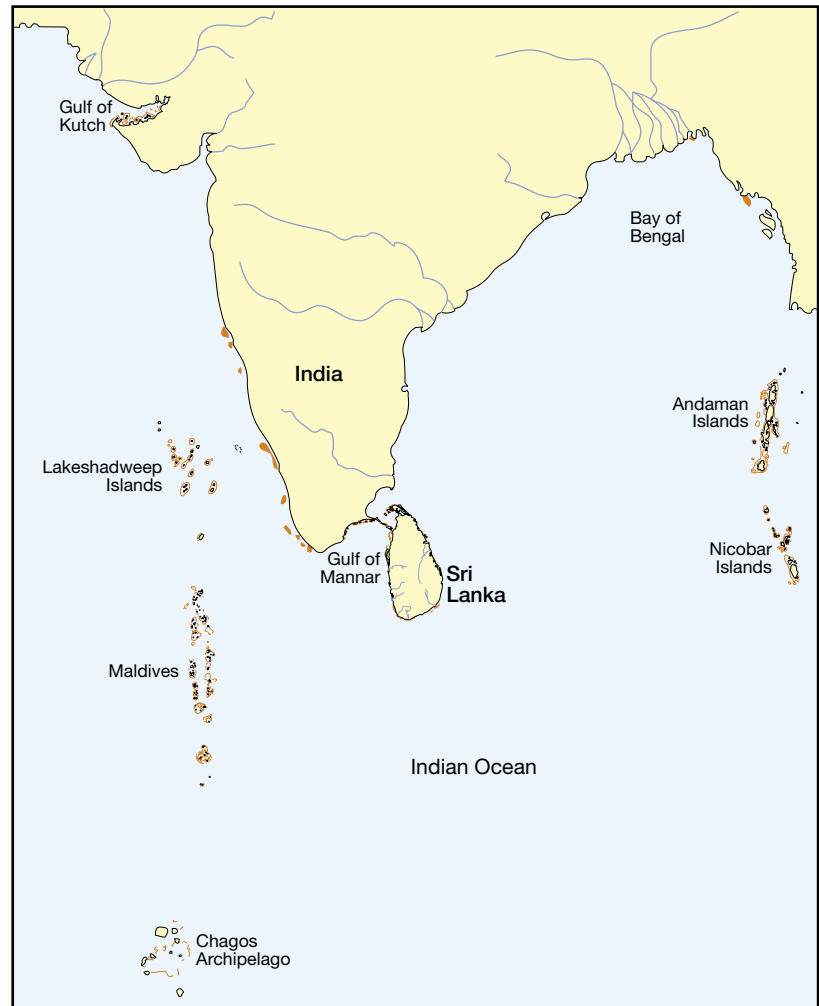 Gulf of
Kutch
Bay of
Bengal
India
Andaman
Islands
Lakeshadweep
Islands
Gulf of
Mannar
Sri
Lanka
Nicobar
Islands
Maldives
Indian Ocean
Chagos
Archipelago